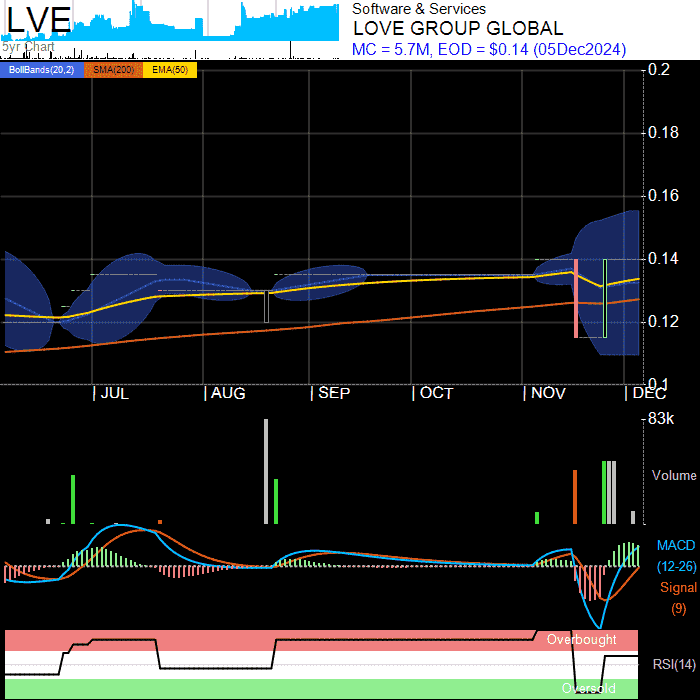 LVE
5yr Chart
Software & Services
LOVE GROUP GLOBAL
MC = 5.7M, EOD = $0.14 (05Dec2024)
BollBands(20,2) SMA(200) EMA(50)
0.2
0.18
0.16
0.14
0.12
0.1
JUL AUG SEP OCT NOV DEC
83k
Volume
MACD
(12-26)
Signal
(9)
Overbought
RSI(14)
Oversold